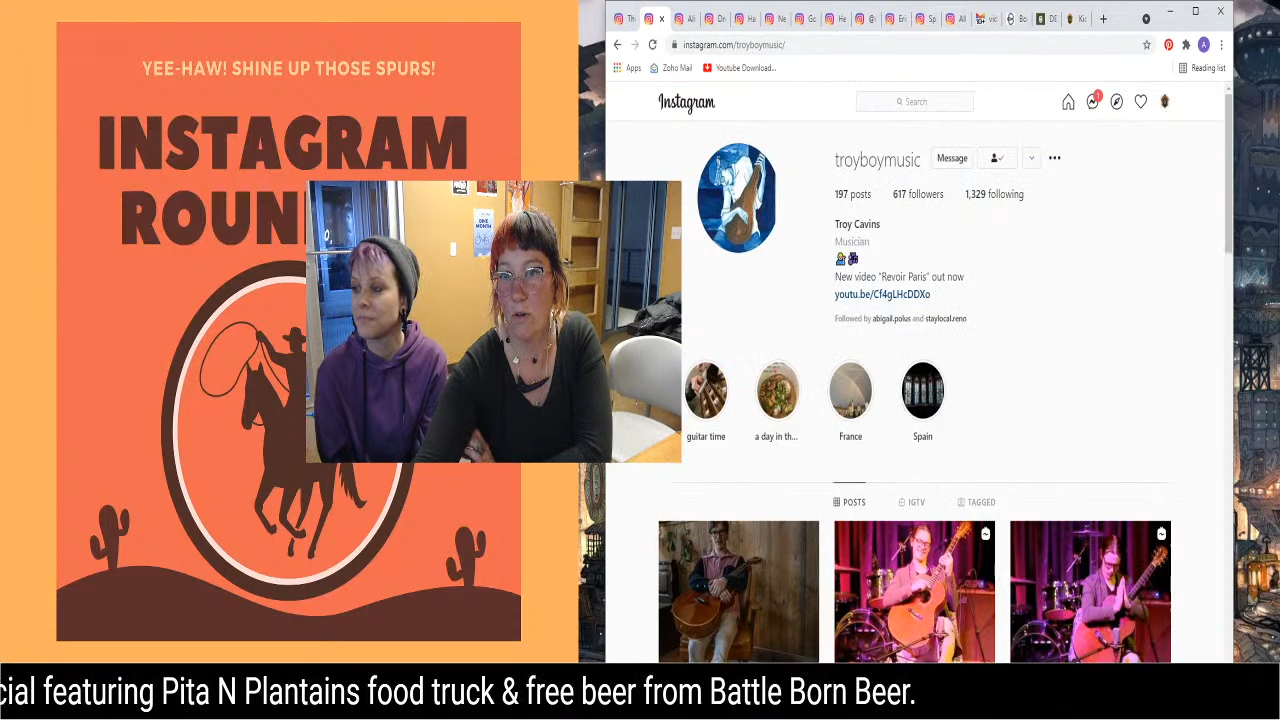 YEE-HAW! SHINE UP THOSE SPURS!
INSTAGRAM
ROUN
BIKE
MONTH
instagram.com/troyboymusic/
Apps
Zoho Mail
Youtube Download...
Reading list
Instagram
Search
1
troyboymusic
Message
197 posts
617 followers
1,329 following
Troy Cavins
Musician
New video "Revoir Paris" out now
youtu.be/Cf4gLHcDDXo
Followed by abigail.polus and staylocal.reno
guitar time
a day in th...
France
Spain
POSTS
IGTV
TAGGED
cial featuring Pita N Plantains food truck & free beer from Battle Born Beer.